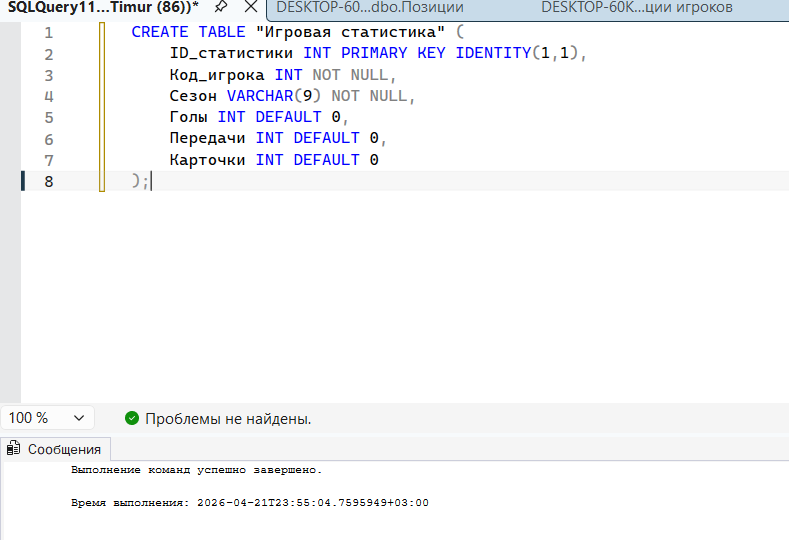 SQLQuery11...Timur (86))* DESKTOP-60...dbo.Позиции DESKTOP-60K...ции игроков
1 CREATE TABLE "Игровая статистика" (
2 ID_статистики INT PRIMARY KEY IDENTITY(1,1),
3 Код_игрока INT NOT NULL,
4 Сезон VARCHAR(9) NOT NULL,
5 Голы INT DEFAULT 0,
6 Передачи INT DEFAULT 0,
7 Карточки INT DEFAULT 0
8 );
100 % Проблемы не найдены.
Сообщения
Выполнение команд успешно завершено.
Время выполнения: 2026-04-21T23:55:04.7595949+03:00